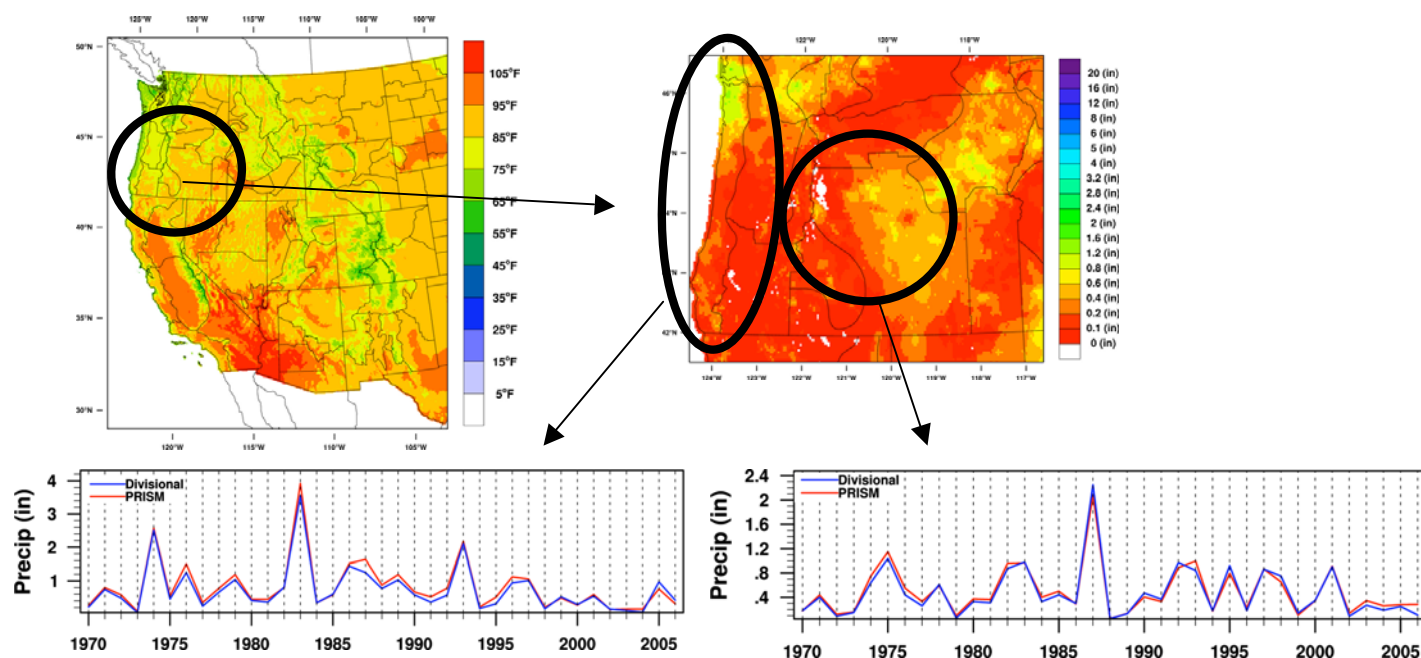 125°W 120°W 115°W 110°W 105°W 100°W
50°N
45°N
40°N
35°N
30°N
120°W 115°W 110°W 105°W
105°F
95°F
85°F
75°F
65°F
55°F
45°F
35°F
25°F
15°F
5°F
122°W 120°W 118°W
46°N
42°N
124°W 123°W 122°W 121°W 120°W 119°W 118°W 117°W
20 (in)
16 (in)
12 (in)
8 (in)
6 (in)
5 (in)
4 (in)
3.2 (in)
2.8 (in)
2.4 (in)
2 (in)
1.6 (in)
1.2 (in)
0.8 (in)
0.6 (in)
0.4 (in)
0.2 (in)
0.1 (in)
0 (in)
Precip (in)
4
3
2
1
Divisional
PRISM
1970 1975 1980 1985 1990 1995 2000 2005
Precip (in)
2.4
2
1.6
1.2
.8
.4
Divisional
PRISM
1970 1975 1980 1985 1990 1995 2000 2005